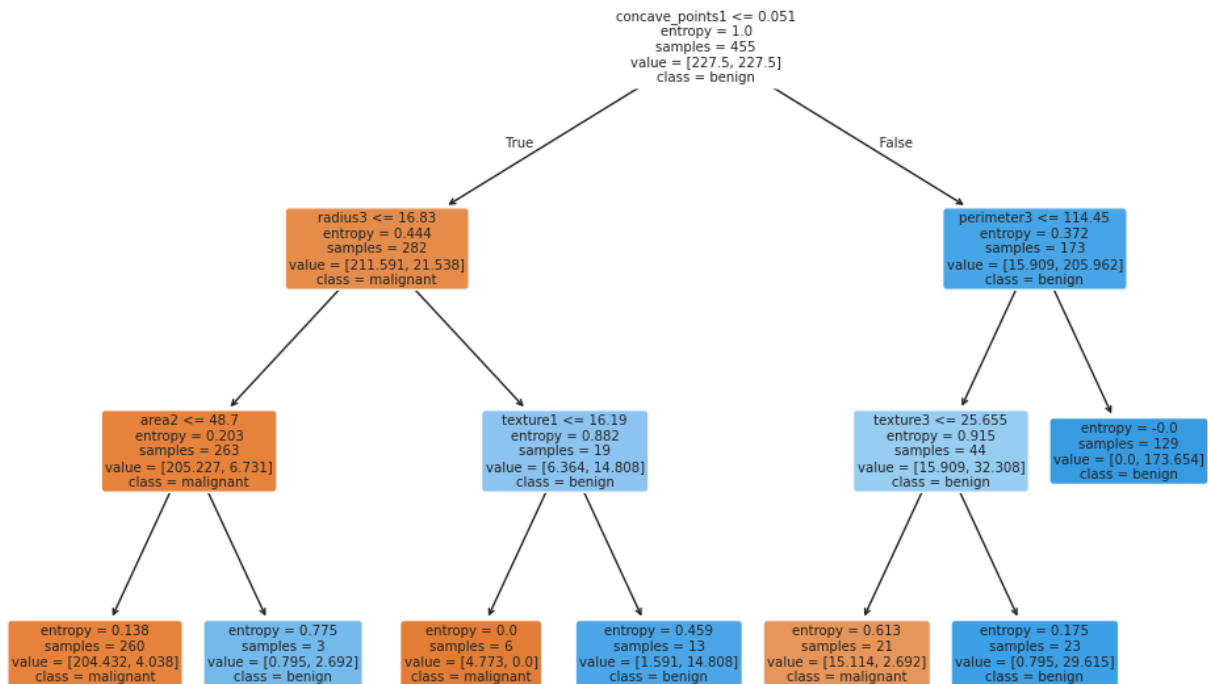 concave_points1 <= 0.051
entropy = 1.0
samples = 455
value = [227.5, 227.5]
class = benign
True
False
radius3 <= 16.83
entropy = 0.444
samples = 282
value = [211.591, 21.538]
class = malignant
perimeter3 <= 114.45
entropy = 0.372
samples = 173
value = [15.909, 205.962]
class = benign
area2 <= 48.7
entropy = 0.203
samples = 263
value = [205.227, 6.731]
class = malignant
texture1 <= 16.19
entropy = 0.882
samples = 19
value = [6.364, 14.808]
class = benign
texture3 <= 25.655
entropy = 0.915
samples = 44
value = [15.909, 32.308]
class = benign
entropy = -0.0
samples = 129
value = [0.0, 173.654]
class = benign
entropy = 0.138
samples = 260
value = [204.432, 4.038]
class = malignant
entropy = 0.775
samples = 3
value = [0.795, 2.692]
class = benign
entropy = 0.0
samples = 6
value = [4.773, 0.0]
class = malignant
entropy = 0.459
samples = 13
value = [1.591, 14.808]
class = benign
entropy = 0.613
samples = 21
value = [15.114, 2.692]
class = malignant
entropy = 0.175
samples = 23
value = [0.795, 29.615]
class = benign